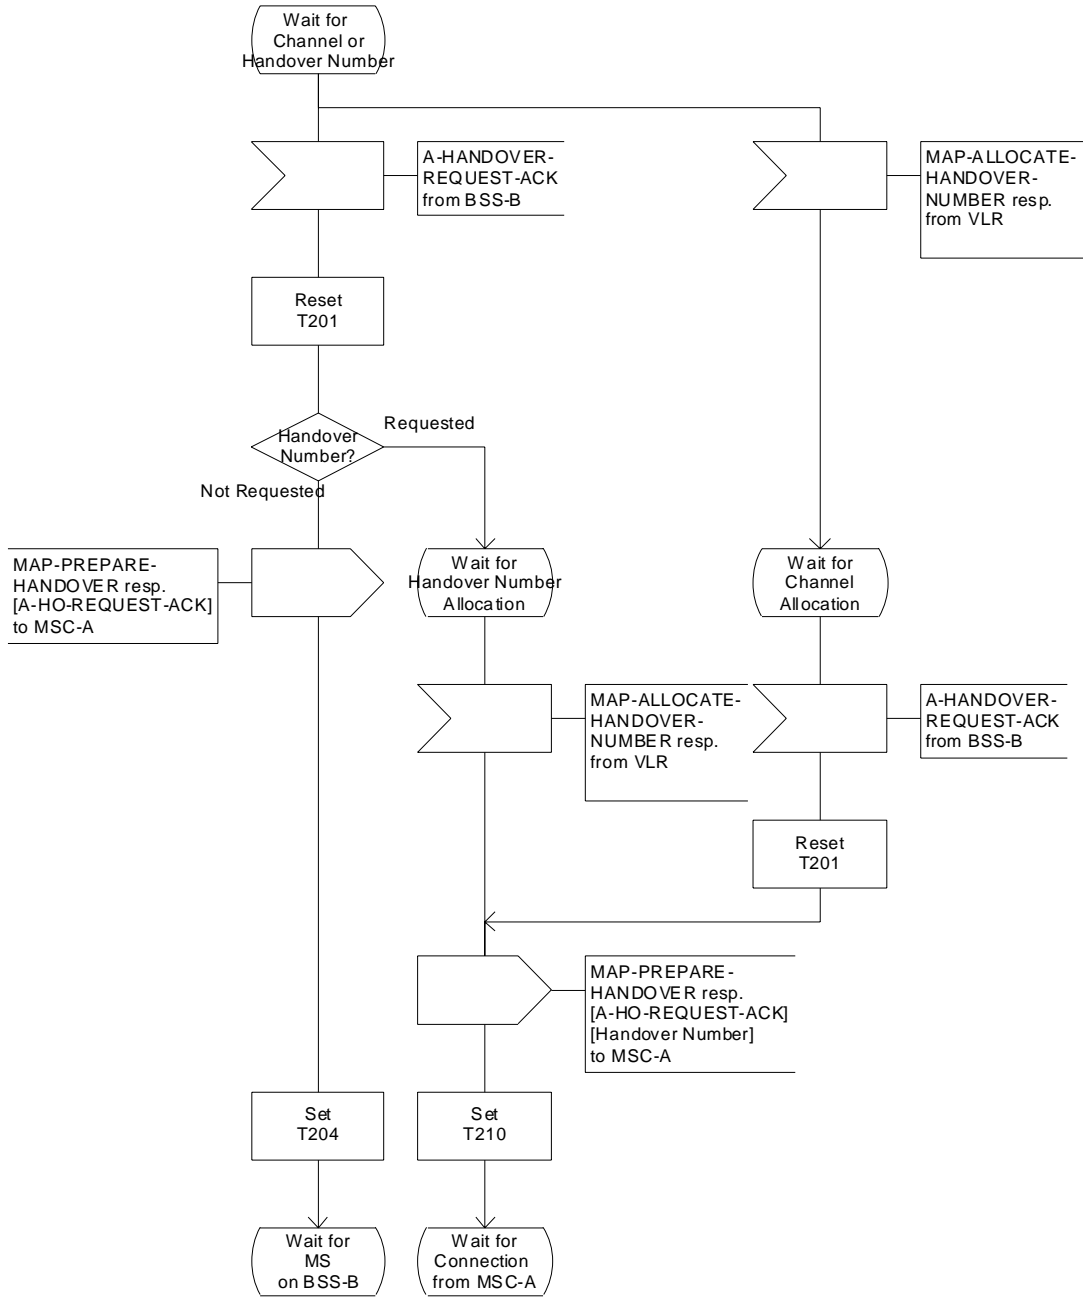 Wait for
Channel or
Handover Number
A-HANDOVER-
REQUEST-ACK
from BSS-B
MAP-ALLOCATE-
HANDOVER-
NUMBER resp.
from VLR
Reset
T201
Handover
Number?
Requested
Not Requested
MAP-PREPARE-
HANDOVER resp.
[A-HO-REQUEST-ACK]
to MSC-A
Wait for
Handover Number
Allocation
Wait for
Channel
Allocation
MAP-ALLOCATE-
HANDOVER-
NUMBER resp.
from VLR
A-HANDOVER-
REQUEST-ACK
from BSS-B
Reset
T201
MAP-PREPARE-
HANDOVER resp.
[A-HO-REQUEST-ACK]
[Handover Number]
to MSC-A
Set
T204
Set
T210
Wait for
MS
on BSS-B
Wait for
Connection
from MSC-A